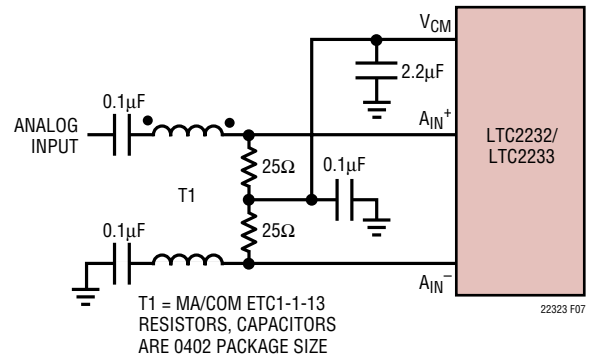 VCM
2.2µF
0.1µF
ANALOG
INPUT
AIN+
LTC2232/
LTC2233
25Ω
0.1µF
T1
25Ω
0.1µF
AIN–
T1 = MA/COM ETC1-1-13
RESISTORS, CAPACITORS
ARE 0402 PACKAGE SIZE
22323 F07